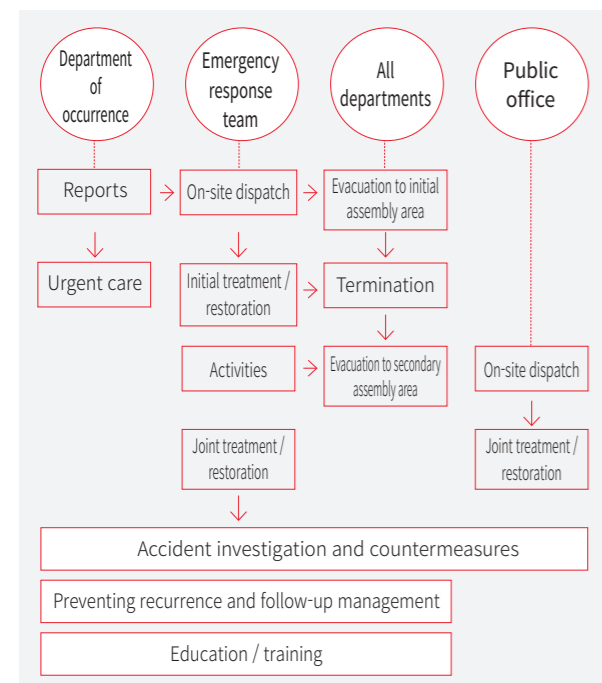 Department
of
occurrence
Emergency
response
team
All
departments
Public
office
Reports
On-site dispatch
Evacuation to initial
assembly area
Urgent care
Initial treatment /
restoration
Termination
Activities
Evacuation to secondary
assembly area
On-site dispatch
Joint treatment /
restoration
Joint treatment /
restoration
Accident investigation and countermeasures
Preventing recurrence and follow-up management
Education / training